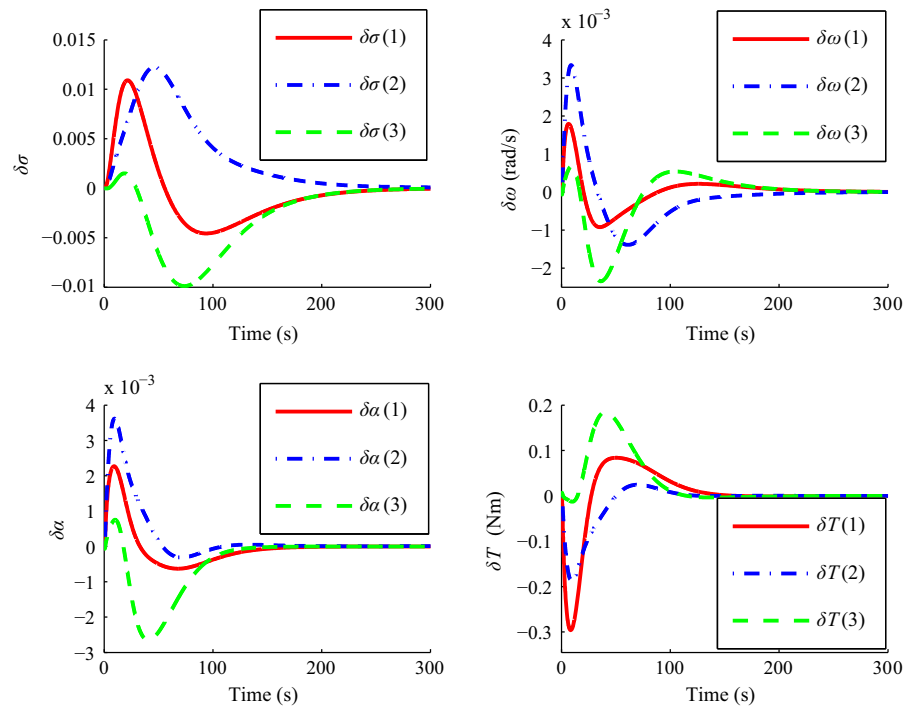 0.015
0.01
0.005
0
−0.005
−0.01
δσ
0
100
200
300
Time (s)
δσ(1)
δσ(2)
δσ(3)
x 10−3
4
3
2
1
0
−1
−2
δω (rad/s)
0
100
200
300
Time (s)
δω(1)
δω(2)
δω(3)
x 10−3
4
3
2
1
0
−1
−2
−3
δα
0
100
200
300
Time (s)
δα(1)
δα(2)
δα(3)
0.2
0.1
0
−0.1
−0.2
−0.3
δT (Nm)
0
100
200
300
Time (s)
δT(1)
δT(2)
δT(3)